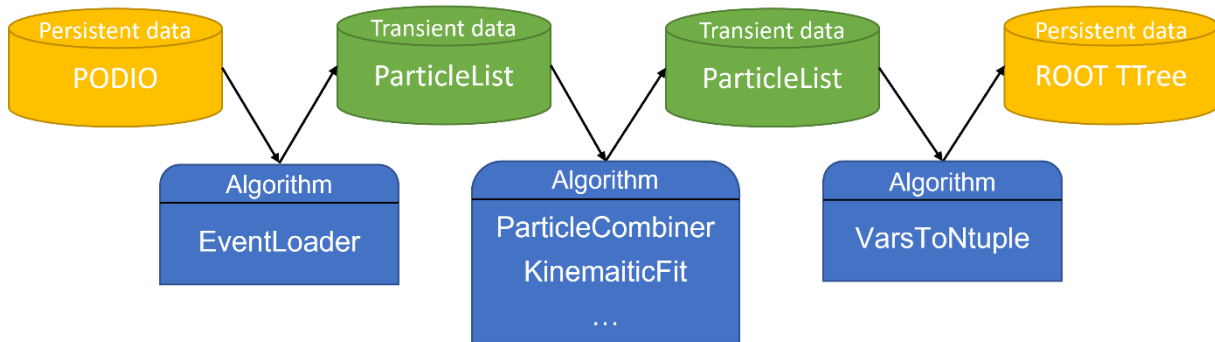 Persistent data
PODIO
Transient data
ParticleList
Transient data
ParticleList
Persistent data
ROOT TTree
Algorithm
EventLoader
Algorithm
ParticleCombiner
KinemaiticFit
...
Algorithm
VarsToNtuple